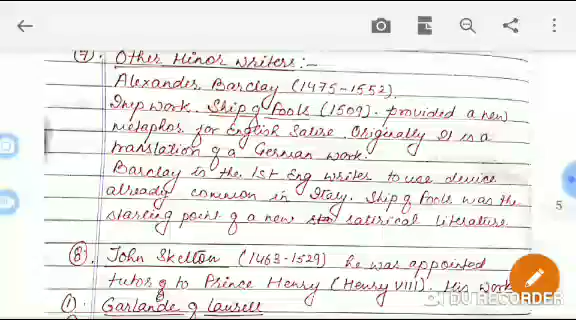 (7). Other Minor writers:-
Alexander Barclay (1475-1552).
Imp work. Ship of Fools (1509). provided a new
metaphor for English Satire. Originally It is a
translation of a German work.
Barclay is the 1st Eng writer to use device
already common in Italy. Ship of Fools was the
starting point of a new satirical literature.
(8). John Skelton (1463-1529) he was appointed
tutor to Prince Henry (Henry VIII). His work
(1). Garlande of Laurell
5
DU RECORDER